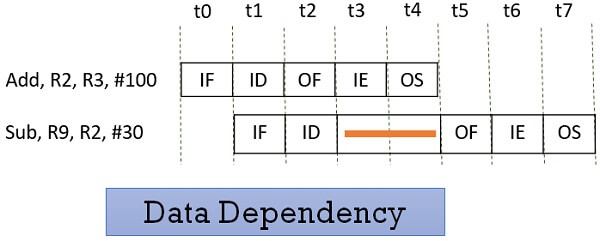 t0 t1 t2 t3 t4 t5 t6 t7
Add, R2, R3, #100 IF ID OF IE OS
Sub, R9, R2, #30 IF ID OF IE OS
Data Dependency